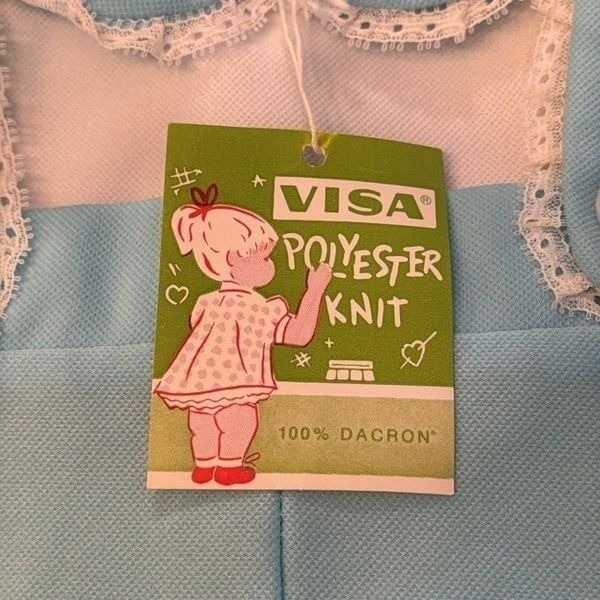 VISA®
POLYESTER
KNIT
100% DACRON®